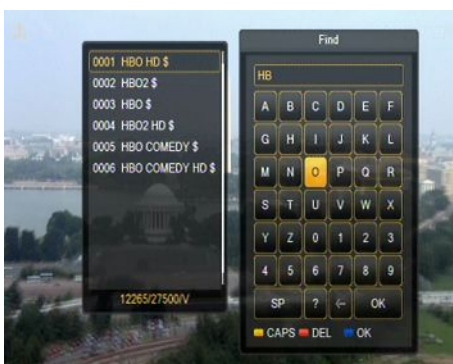 0001 HBO HD $
0002 HBO2 $
0003 HBO $
0004 HBO2 HD $
0005 HBO COMEDY $
0006 HBO COMEDY HD $
12265/27500/V
Find
HB
A B C D E F
G H I J K L
M N O P Q R
S T U V W X
Y Z 0 1 2 3
4 5 6 7 8 9
SP ? ← OK
CAPS DEL OK